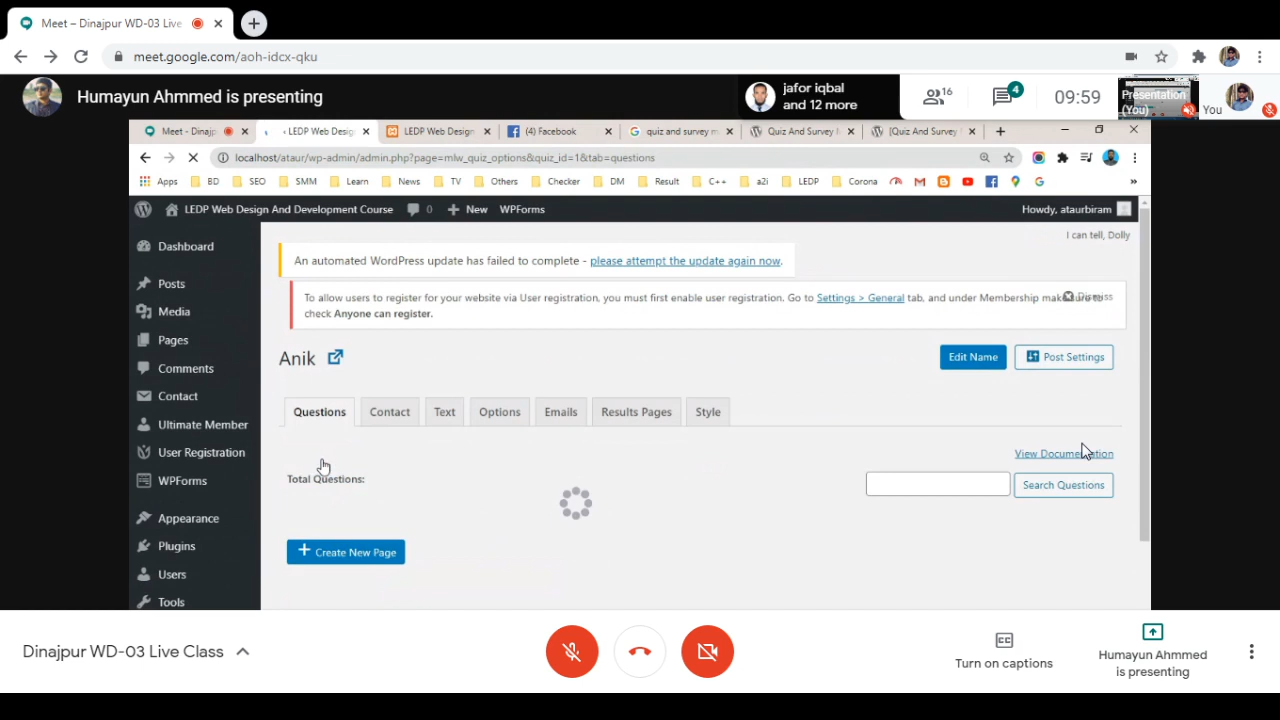 Meet – Dinajpur WD-03 Live
meet.google.com/aoh-idcx-qku
Humayun Ahmmed is presenting
jafor iqbal
and 12 more
16
4
09:59
Presentation
(You)
You
Meet - Dinajp
LEDP Web Desig
LEDP Web Design
(4) Facebook
quiz and survey m
Quiz And Survey
(Quiz And Survey
localhost/ataur/wp-admin/admin.php?page=mlw_quiz_options&quiz_id=1&tab=questions
Apps
BD
SEO
SMM
Learn
News
TV
Others
Checker
DM
Result
C++
a2i
LEDP
Corona
»
LEDP Web Design And Development Course
0
New
WPForms
Howdy, ataurbiram
I can tell, Dolly
Dashboard
Posts
Media
Pages
Comments
Contact
Ultimate Member
User Registration
WPForms
Appearance
Plugins
Users
Tools
An automated WordPress update has failed to complete - please attempt the update again now.
To allow users to register for your website via User registration, you must first enable user registration. Go to Settings > General tab, and under Membership make sure to
Dismiss
check Anyone can register.
Anik
Edit Name
Post Settings
Questions
Contact
Text
Options
Emails
Results Pages
Style
View Documentation
Total Questions:
Search Questions
Create New Page
Dinajpur WD-03 Live Class
Turn on captions
Humayun Ahmmed
is presenting